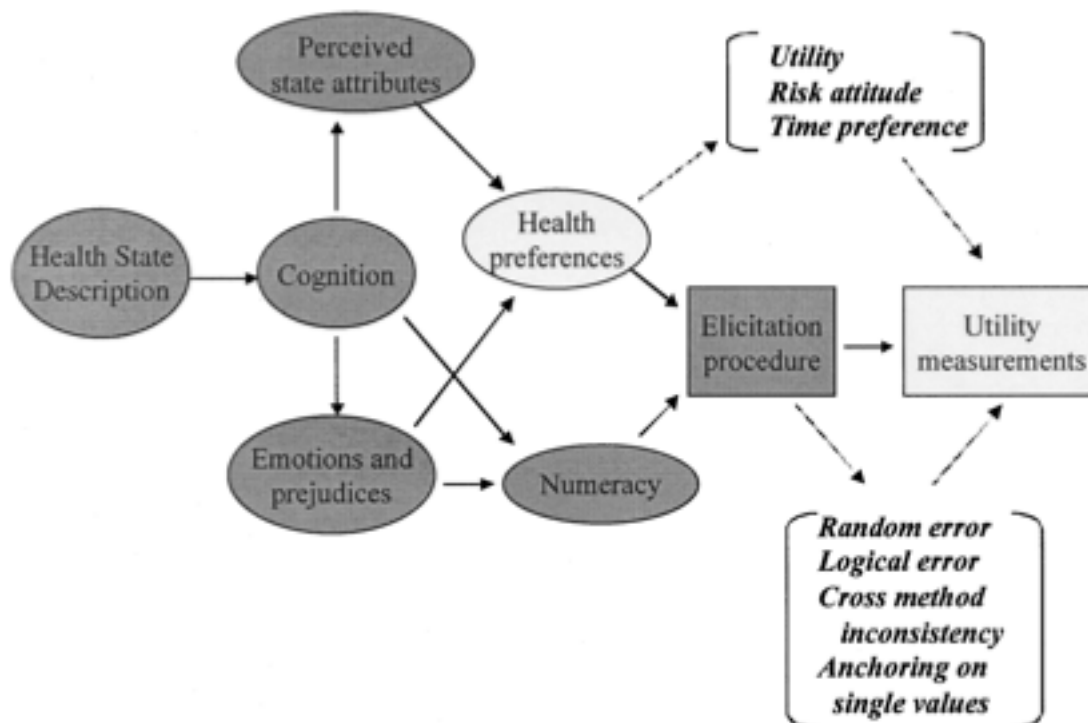 Perceived
state attributes
Utility
Risk attitude
Time preference
Health State
Description
Cognition
Health
preferences
Elicitation
procedure
Utility
measurements
Emotions and
prejudices
Numeracy
Random error
Logical error
Cross method
inconsistency
Anchoring on
single values